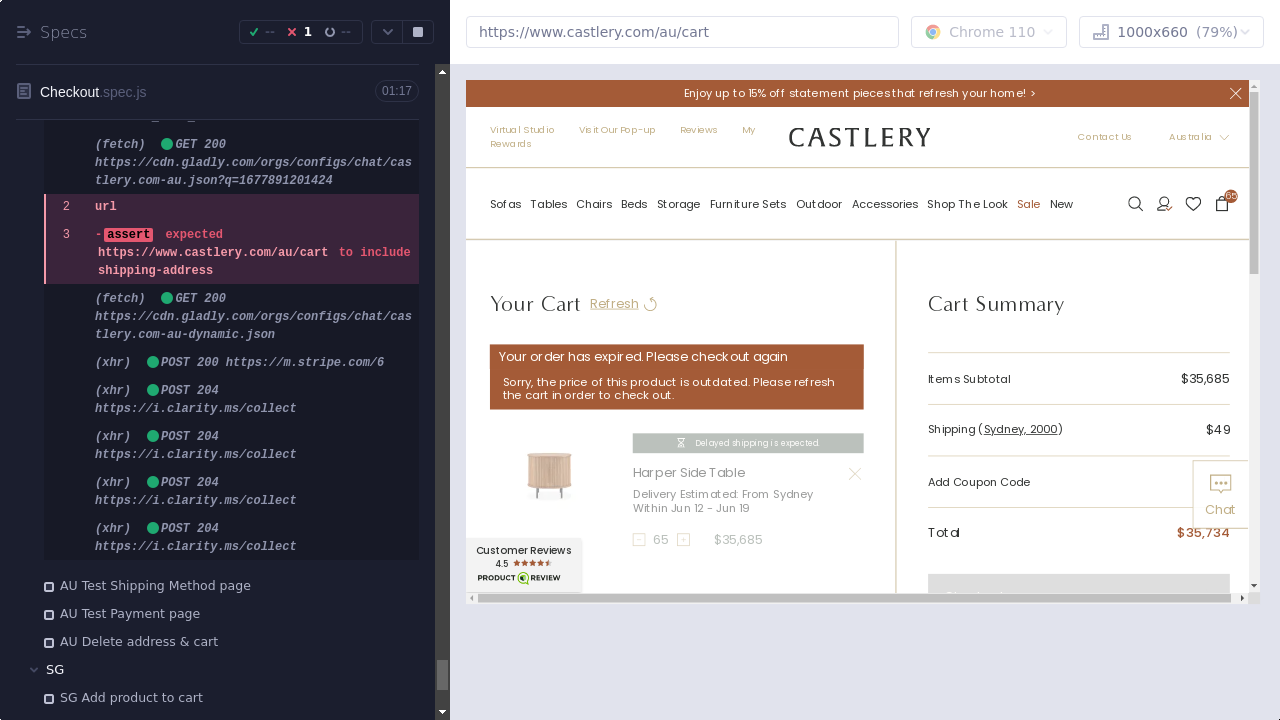 Specs
-- 1 --
Checkout.spec.js 01:17
(fetch) GET 200
https://cdn.gladly.com/orgs/configs/chat/cas
tlery.com-au.json?q=1677891201424
2 url
3 -assert expected
https://www.castlery.com/au/cart to include
shipping-address
(fetch) GET 200
https://cdn.gladly.com/orgs/configs/chat/cas
tlery.com-au-dynamic.json
(xhr) POST 200 https://m.stripe.com/6
(xhr) POST 204
https://i.clarity.ms/collect
(xhr) POST 204
https://i.clarity.ms/collect
(xhr) POST 204
https://i.clarity.ms/collect
(xhr) POST 204
https://i.clarity.ms/collect
AU Test Shipping Method page
AU Test Payment page
AU Delete address & cart
SG
SG Add product to cart
https://www.castlery.com/au/cart
Chrome 110
1000x660 (79%)
Enjoy up to 15% off statement pieces that refresh your home! >
Virtual Studio Visit Our Pop-up Reviews My
Rewards
CASTLERY
Contact Us Australia
Sofas Tables Chairs Beds Storage Furniture Sets Outdoor Accessories Shop The Look Sale New
65
Your Cart Refresh
Your order has expired. Please check out again
Sorry, the price of this product is outdated. Please refresh
the cart in order to check out.
Delayed shipping is expected.
Harper Side Table
Delivery Estimated: From Sydney
Within Jun 12 - Jun 19
- 65 + $35,685
Customer Reviews
4.5
PRODUCT REVIEW
Cart Summary
Items Subtotal $35,685
Shipping (Sydney, 2000) $49
Add Coupon Code
Total $35,734
Chat